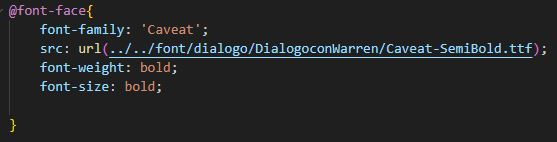 @font-face{
font-family: 'Caveat';
src: url(../../font/dialogo/DialogoconWarren/Caveat-SemiBold.ttf);
font-weight: bold;
font-size: bold;
}